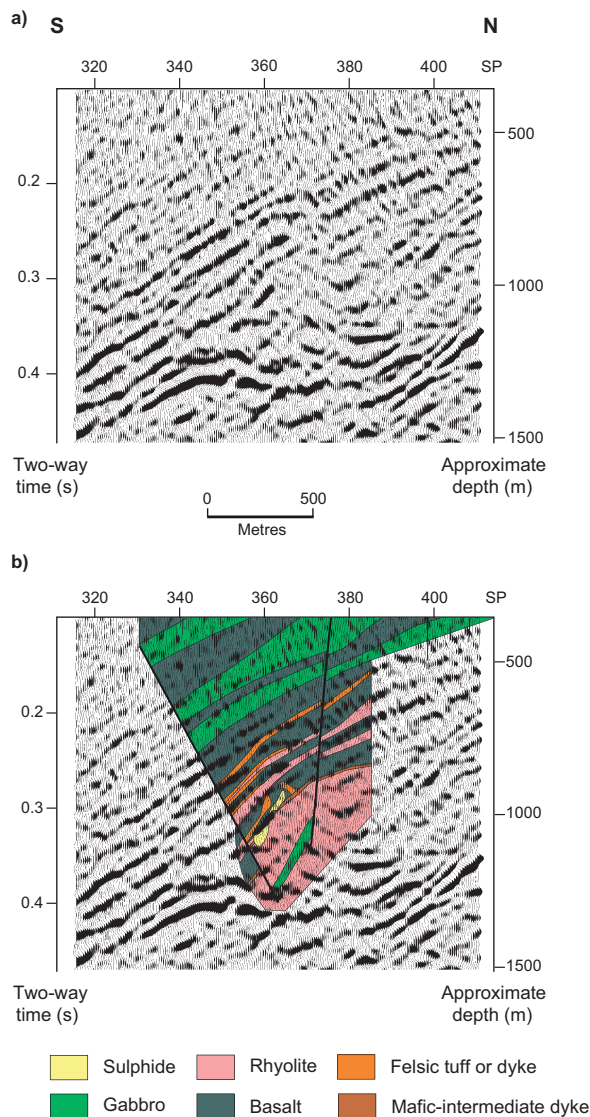 a)
S N
320 340 360 380 400 SP
0.2
0.3
0.4
500
1000
1500
Two-way
time (s)
Approximate
depth (m)
0 500
Metres
b)
320 340 360 380 400 SP
0.2
0.3
0.4
500
1000
1500
Two-way
time (s)
Approximate
depth (m)
Sulphide Rhyolite Felsic tuff or dyke
Gabbro Basalt Mafic-intermediate dyke